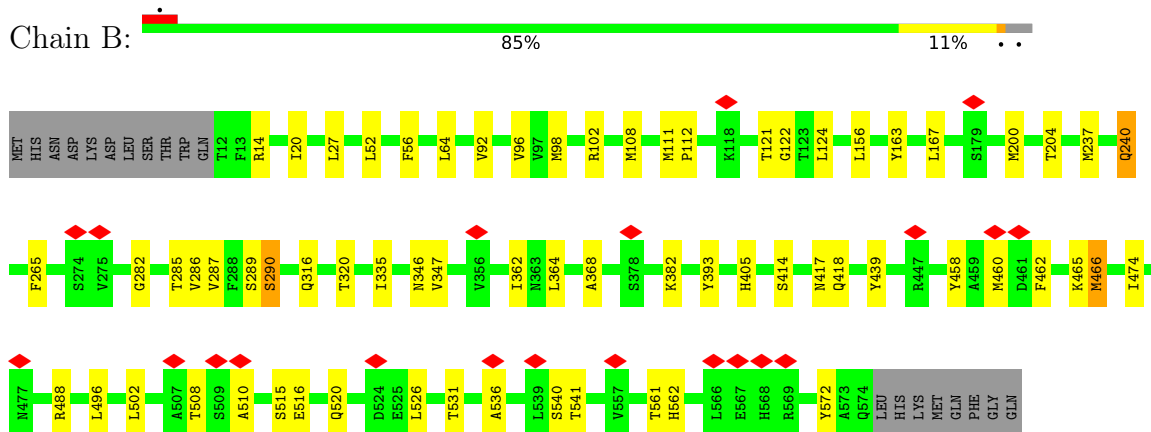 Chain B:
85% 11%
MET HIS ASN ASP LYS ASP LEU SER THR TRP GLN T12 F13 R14 I20 L27 L52 F56 L64 V92 V96 V97 M98 R102 M108 M111 P112 K118 T121 G122 T123 L124 L156 Y163 L167 S179 M200 T204 M237 Q240
F265 S274 V275 G282 T285 V286 V287 F288 S289 S290 Q316 T320 I335 N346 V347 V356 I362 N363 L364 A368 S378 K382 Y393 H405 S414 N417 Q418 Y439 R447 Y458 A459 M460 D461 F462 K465 M466 I474
N477 R488 L496 L502 A507 T508 S509 A510 S515 E516 Q520 D524 E525 L526 T531 A536 L539 S540 T541 V557 T561 H562 L566 E567 H568 R569 Y572 A573 Q574 LEU HIS LYS MET GLN PHE GLY GLN